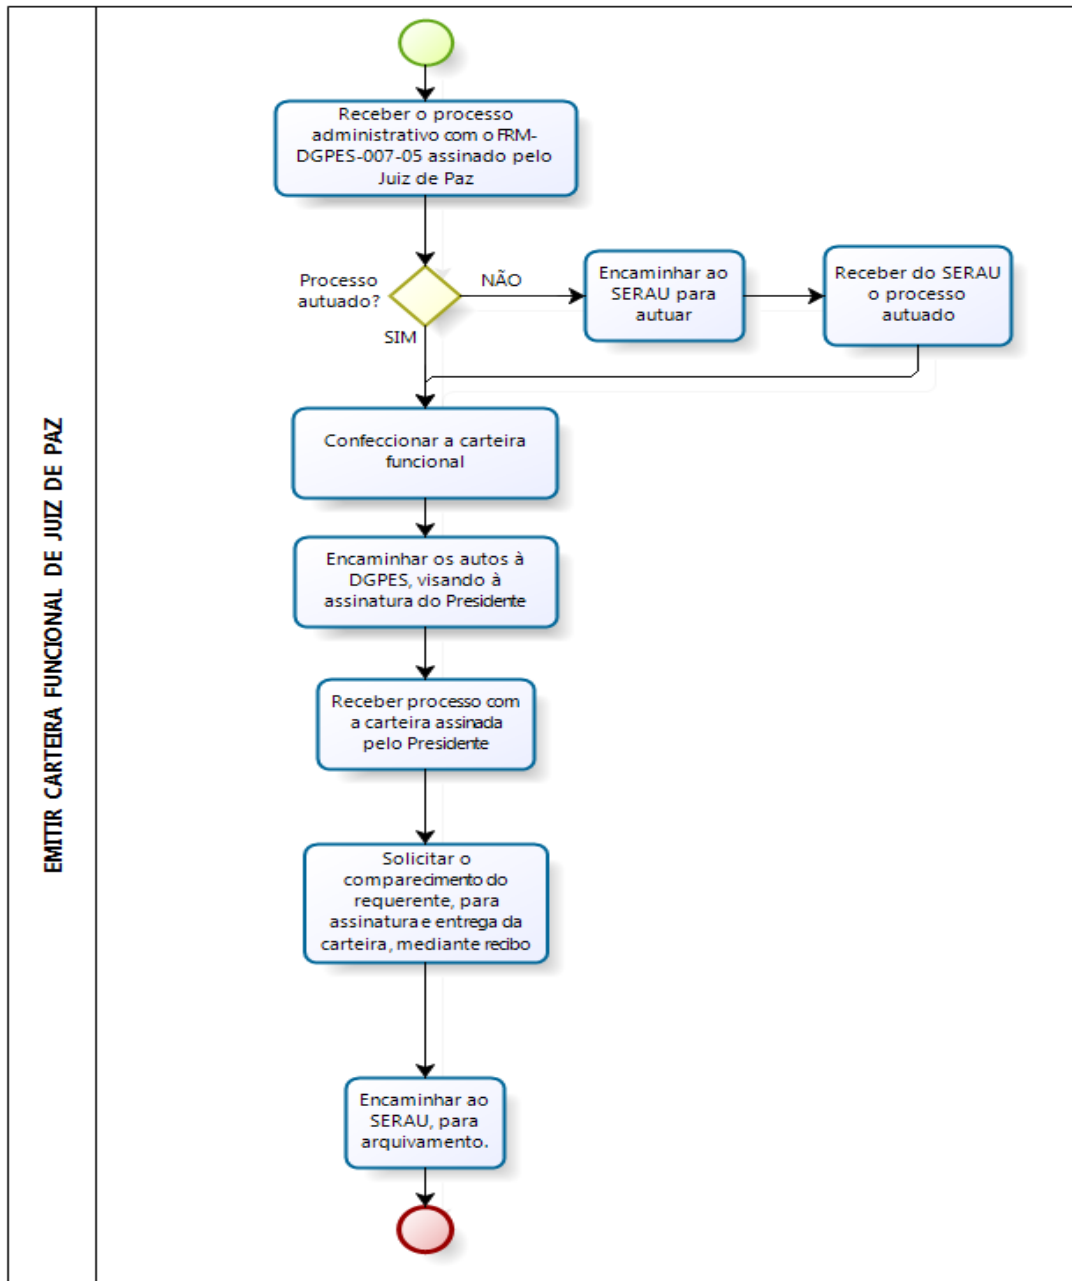 EMITIR CARTEIRA FUNCIONAL DE JUIZ DE PAZ
Receber o processo
administrativo com o FRM-
DGPES-007-05 assinado pelo
Juiz de Paz
Processo
autuado?
NÃO
SIM
Encaminhar ao
SERAU para
autuar
Receber do SERAU
o processo
autuado
Confeccionar a carteira
funcional
Encaminhar os autos à
DGPES, visando à
assinatura do Presidente
Receber processo com
a carteira assinada
pelo Presidente
Solicitar o
comparecimento do
requerente, para
assinatura e entrega da
carteira, mediante recibo
Encaminhar ao
SERAU, para
arquivamento.